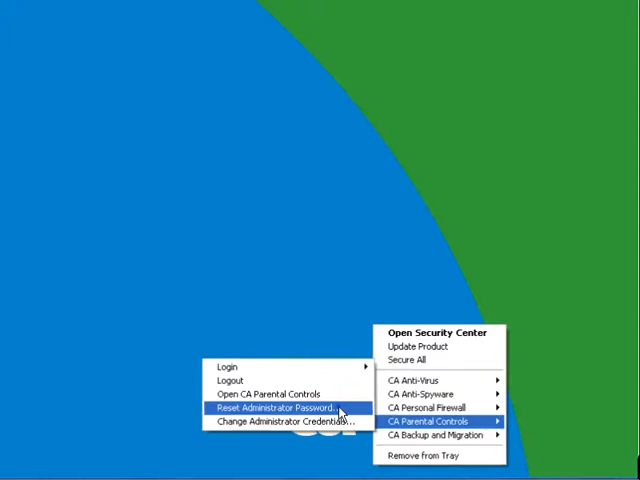 Open Security Center
Update Product
Secure All
CA Anti-Virus
CA Anti-Spyware
CA Personal Firewall
CA Parental Controls
CA Backup and Migration
Remove from Tray
Login
Logout
Open CA Parental Controls
Reset Administrator Password...
Change Administrator Credentials...